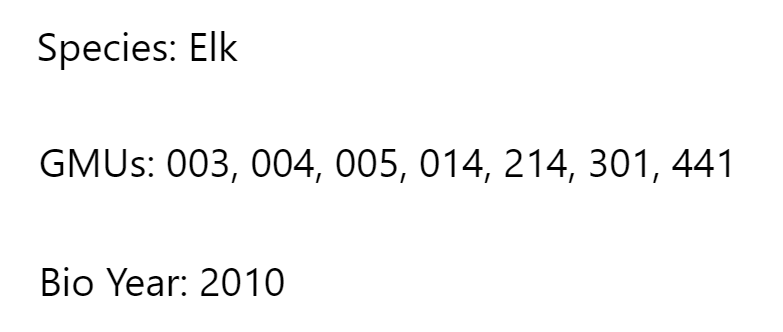 Species: Elk
GMUs: 003, 004, 005, 014, 214, 301, 441
Bio Year: 2010